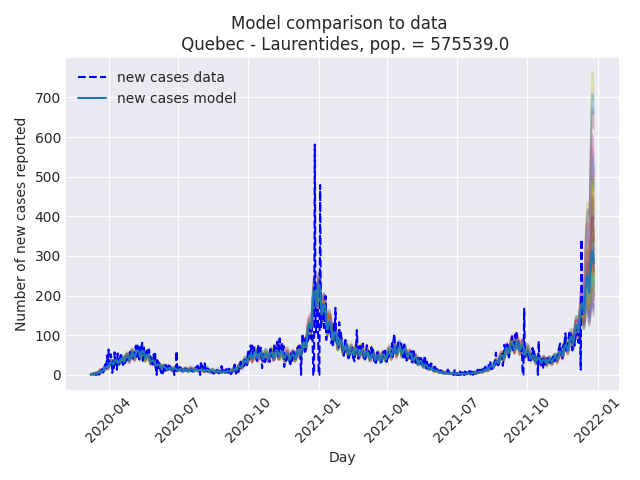 Model comparison to data
Quebec - Laurentides, pop. = 575539.0
new cases data
new cases model
Number of new cases reported
700
600
500
400
300
200
100
0
2020-04
2020-07
2020-10
2021-01
2021-04
2021-07
2021-10
2022-01
Day